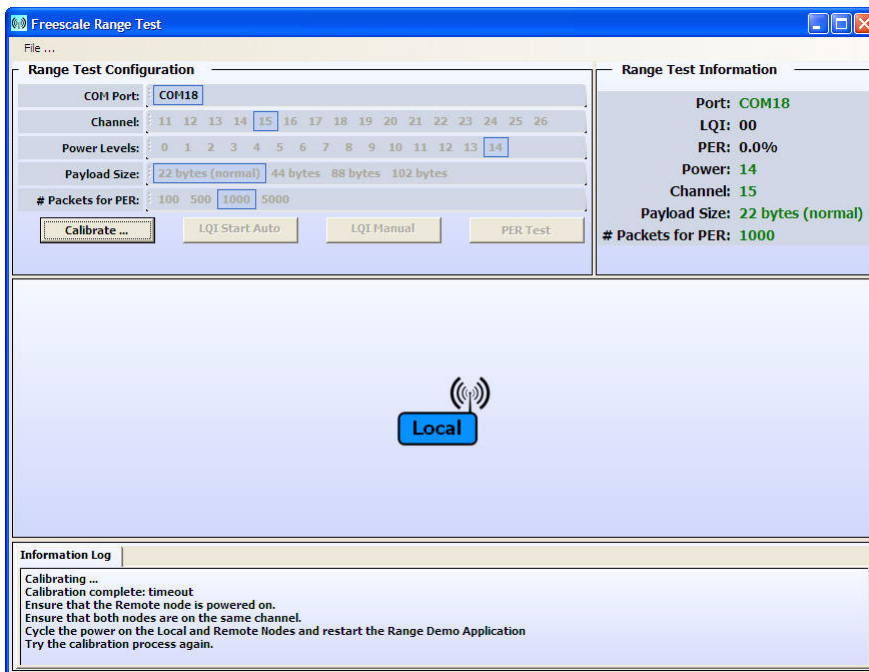 Freescale Range Test
File ...
Range Test Configuration
COM Port: COM18
Channel: 11 12 13 14 15 16 17 18 19 20 21 22 23 24 25 26
Power Levels: 0 1 2 3 4 5 6 7 8 9 10 11 12 13 14
Payload Size: 22 bytes (normal) 44 bytes 88 bytes 102 bytes
# Packets for PER: 100 500 1000 5000
Calibrate ... LQI Start Auto LQI Manual PER Test
Range Test Information
Port: COM18
LQI: 00
PER: 0.0%
Power: 14
Channel: 15
Payload Size: 22 bytes (normal)
# Packets for PER: 1000
Local
Information Log
Calibrating ...
Calibration complete: timeout
Ensure that the Remote node is powered on.
Ensure that both nodes are on the same channel.
Cycle the power on the Local and Remote Nodes and restart the Range Demo Application
Try the calibration process again.